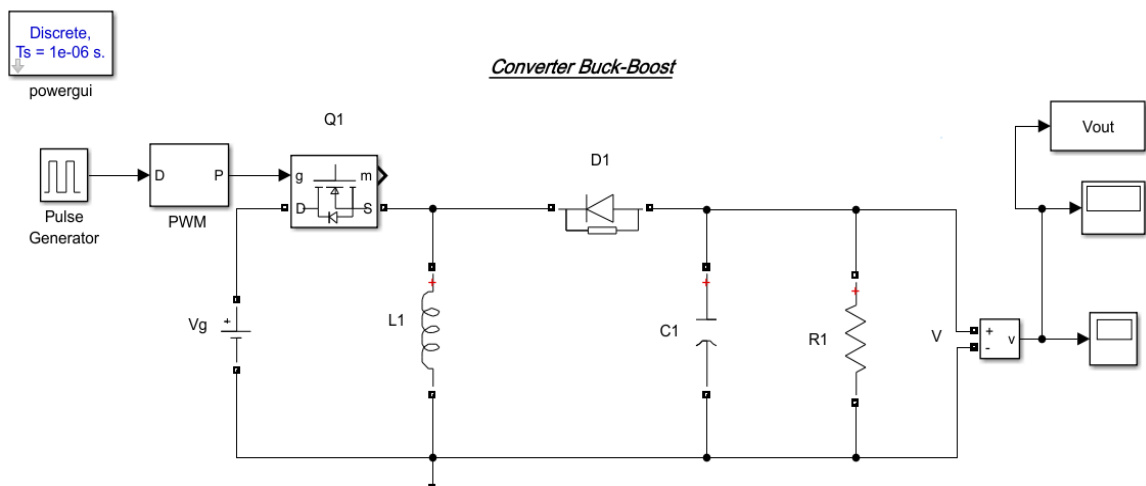 Discrete,
Ts = 1e-06 s.
powergui
Converter Buck-Boost
Q1
D1
Vout
g
m
D
P
D
S
PWM
Pulse
Generator
Vg
+
L1
+
C1
+
R1
+
V
+
-
v